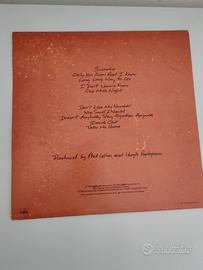 Sussudio
Only You Know And I Know
Long Long Way To Go
I Don't Wanna Know
One More Night
Don't Lose My Number
Who Said I Would
Doesn't Anybody Stay Together Anymore
Inside Out
Take Me Home
Produced by Phil Collins and Hugh Padgham
subito